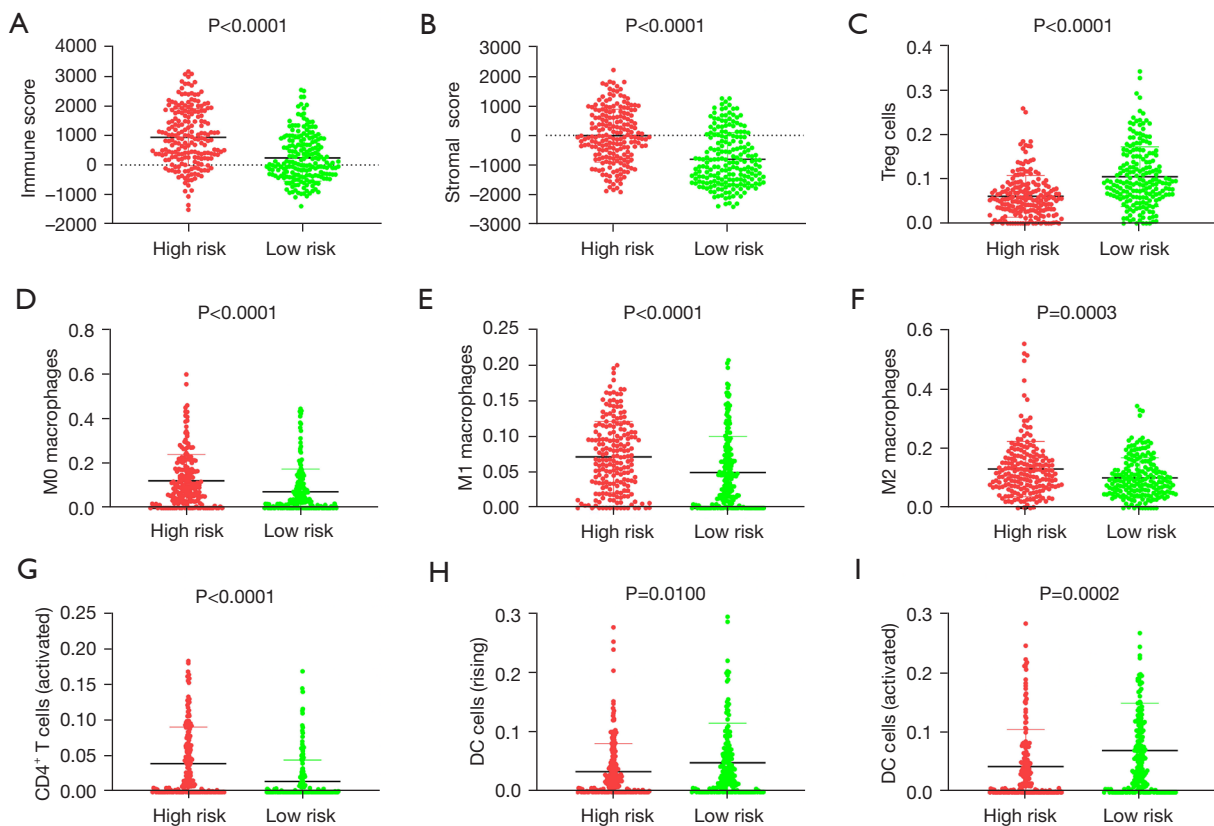 A
P<0.0001
Immune score
4000
3000
2000
1000
0
−1000
−2000
High risk
Low risk
B
P<0.0001
Stromal score
3000
2000
1000
0
−1000
−2000
−3000
High risk
Low risk
C
P<0.0001
Treg cells
0.4
0.3
0.2
0.1
0.0
High risk
Low risk
D
P<0.0001
M0 macrophages
0.8
0.6
0.4
0.2
0.0
High risk
Low risk
E
P<0.0001
M1 macrophages
0.25
0.20
0.15
0.10
0.05
0.00
High risk
Low risk
F
P=0.0003
M2 macrophages
0.6
0.4
0.2
0.0
High risk
Low risk
G
P<0.0001
CD4⁺ T cells (activated)
0.25
0.20
0.15
0.10
0.05
0.00
High risk
Low risk
H
P=0.0100
DC cells (rising)
0.3
0.2
0.1
0.0
High risk
Low risk
I
P=0.0002
DC cells (activated)
0.3
0.2
0.1
0.0
High risk
Low risk